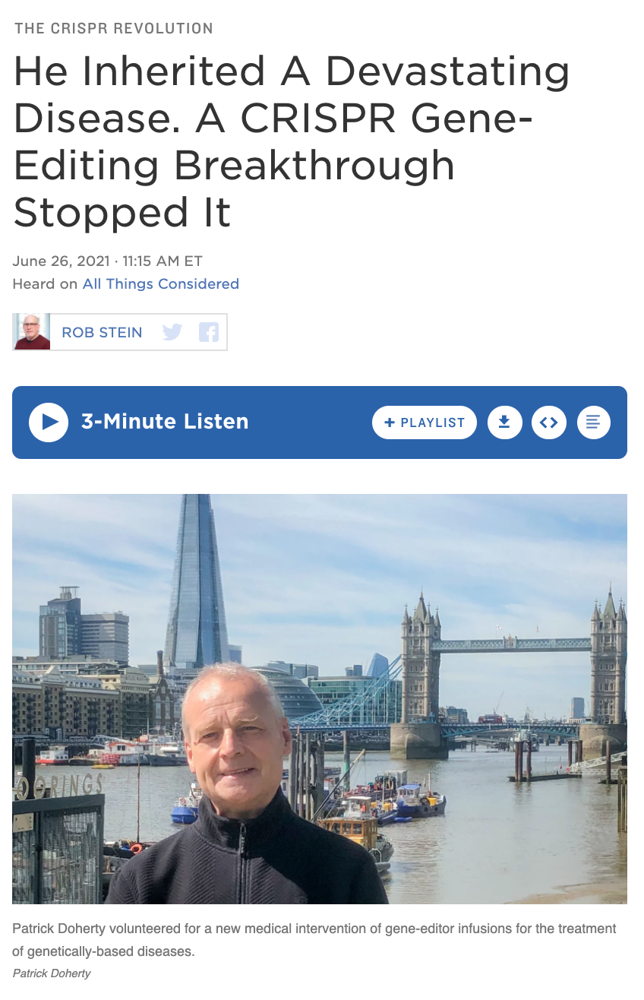 THE CRISPR REVOLUTION
He Inherited A Devastating
Disease. A CRISPR Gene-
Editing Breakthrough
Stopped It
June 26, 2021 · 11:15 AM ET
Heard on All Things Considered
ROB STEIN
3-Minute Listen
+ PLAYLIST
OORINGS
Patrick Doherty volunteered for a new medical intervention of gene-editor infusions for the treatment
of genetically-based diseases.
Patrick Doherty